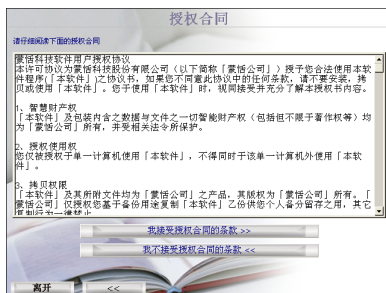 授权合同
请仔细阅读下面的授权合同
蒙恬科技软件用户授权协议
本许可协议为蒙恬科技股份有限公司（以下简称「蒙恬公司」）授予您合法使用本软
件程序(「本软件」)之协议书，如果您不同意此协议中的任何条款，请不要安装，拷
贝或使用「本软件」。您于使用「本软件」时，视同接受并充分了解本授权书内容。
1、智慧财产权
「本软件」及包装内含之数据与文件之一切智能财产权（包括但不限于著作权等）均
为「蒙恬公司」所有，并受相关法令所保护。
2、授权使用权
您仅被授权于单一计算机使用「本软件」，不得同时于该单一计算机外使用「本软
件」。
3、拷贝权限
「本软件」及其所附文件均为「蒙恬公司」之产品，其版权为「蒙恬公司」所有。「
蒙恬公司」仅授权您基于备份用途复制「本软件」乙份供您个人备分留存之用，其它
复制行为一律禁止
我接受授权合同的条款 >>
我不接受授权合同的条款 <<
离开
<<